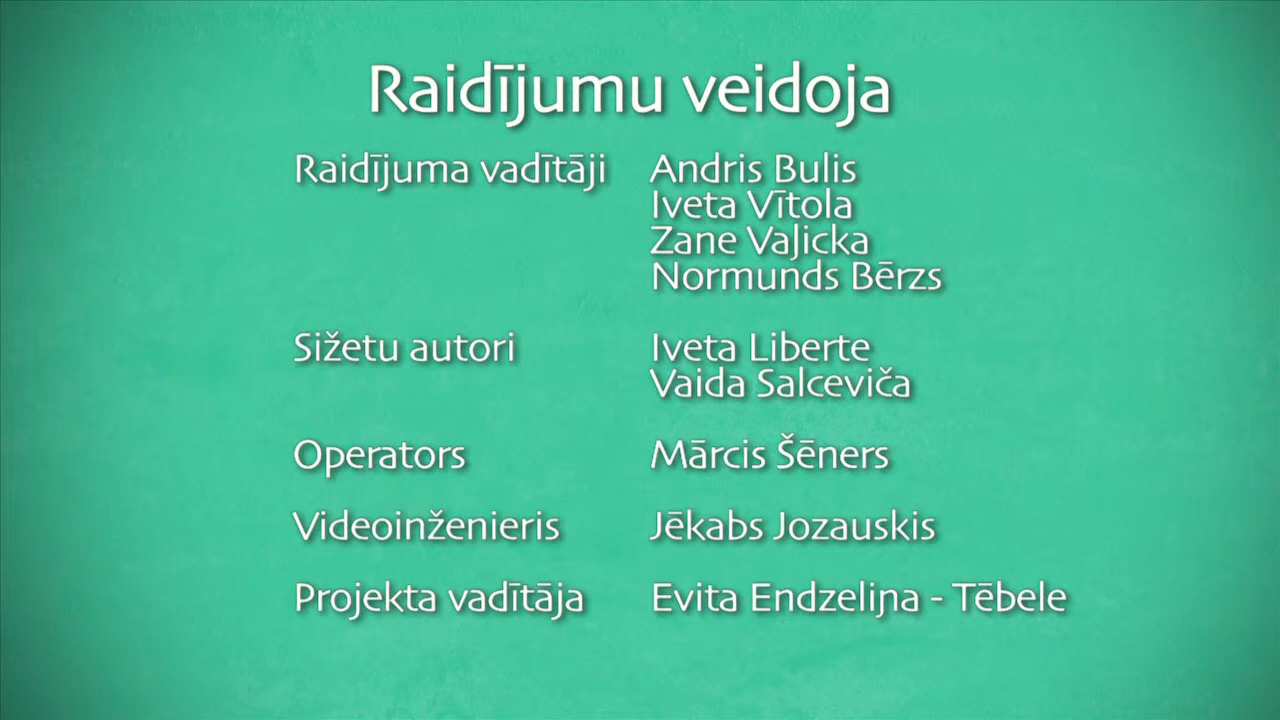 Raidījumu veidoja
Raidījuma vadītāji Andris Bulis
Iveta Vītola
Zane Vaļicka
Normunds Bērzs
Sižetu autori Iveta Liberte
Vaida Salceviča
Operators Mārcis Šēners
Videoinženieris Jēkabs Jozauskis
Projekta vadītāja Evita Endzeliņa - Tēbele